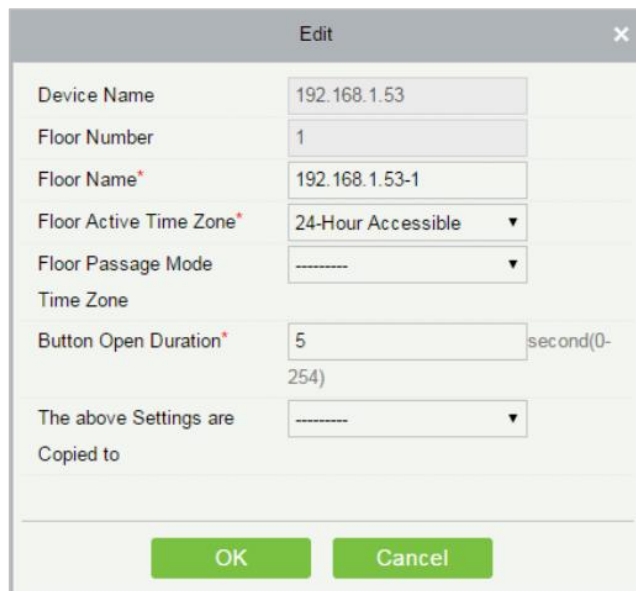 Edit ×
Device Name 192.168.1.53
Floor Number 1
Floor Name* 192.168.1.53-1
Floor Active Time Zone* 24-Hour Accessible ▼
Floor Passage Mode --------- ▼
Time Zone
Button Open Duration* 5 second(0-
254)
The above Settings are --------- ▼
Copied to
OK Cancel